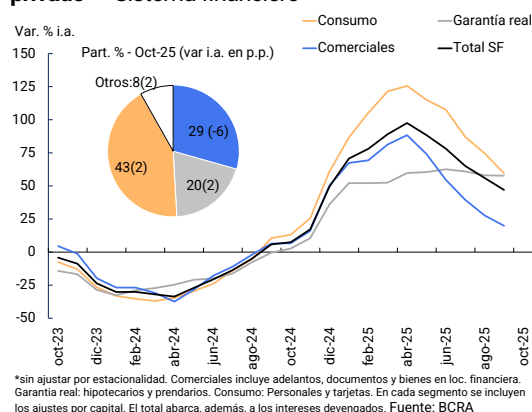 privado – Sistema financiero
Var. % i.a.
Consumo
Garantía real
Comerciales
Total SF
Part. % - Oct-25 (var i.a. en p.p.)
Otros:8(2)
29 (-6)
43(2)
20(2)
150
125
100
75
50
25
0
-25
-50
oct-23
dic-23
feb-24
abr-24
jun-24
ago-24
oct-24
dic-24
feb-25
abr-25
jun-25
ago-25
oct-25
*sin ajustar por estacionalidad. Comerciales incluye adelantos, documentos y bienes en loc. financiera.
Garantia real: hipotecarios y prendarios. Consumo: Personales y tarjetas. En cada segmento se incluyen
los ajustes por capital. El total abarca, además, a los intereses devengados. Fuente: BCRA